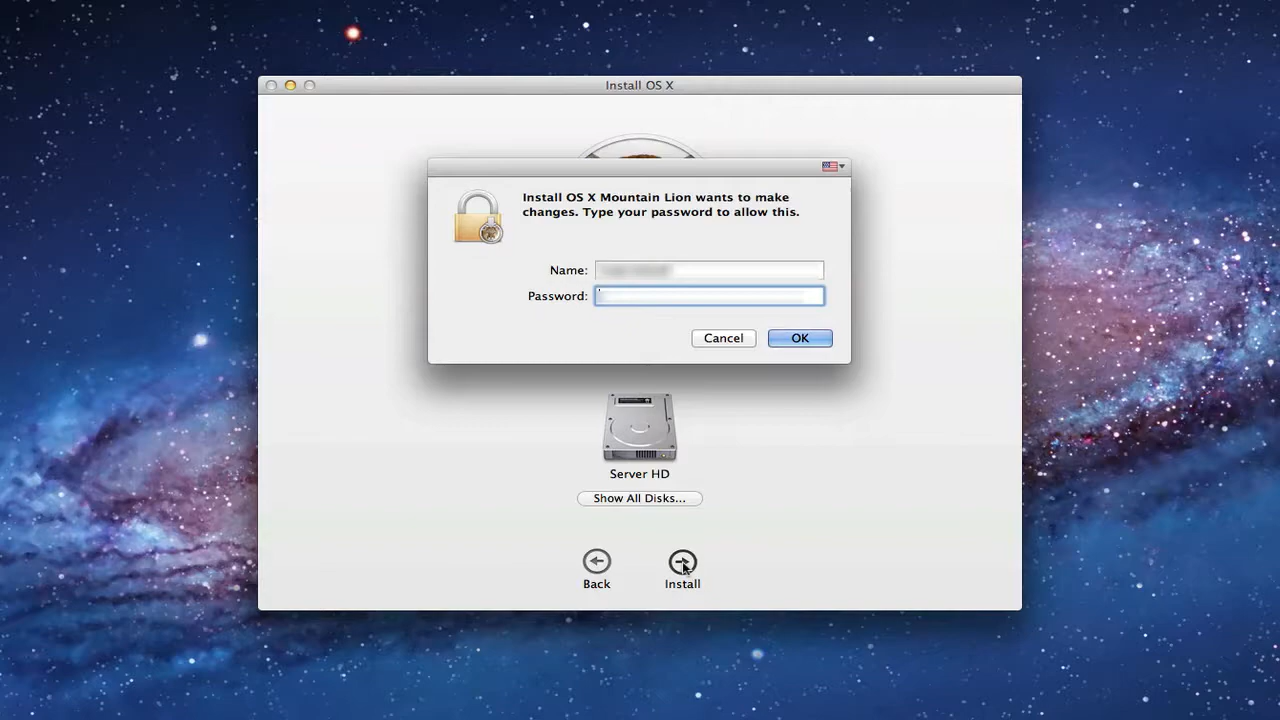 Install OS X
Install OS X Mountain Lion wants to make
changes. Type your password to allow this.
Name:
Password:
Cancel
OK
Server HD
Show All Disks...
Back
Install